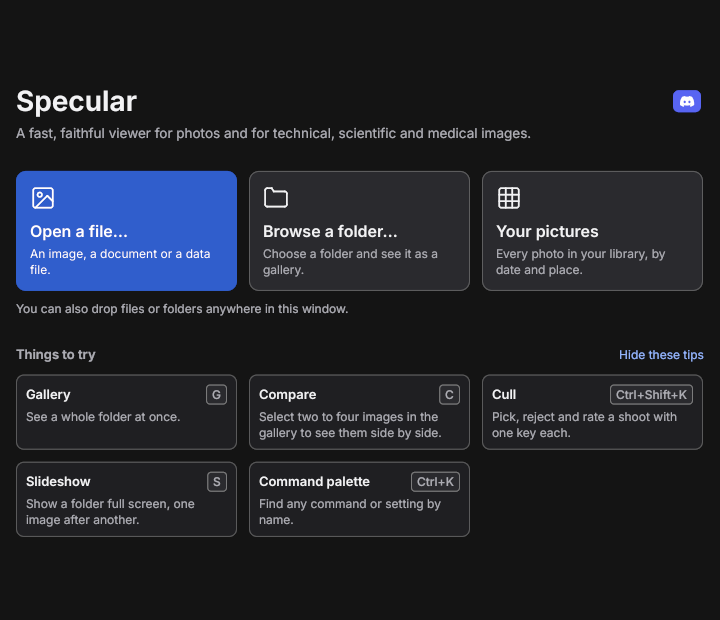 Specular
A fast, faithful viewer for photos and for technical, scientific and medical images.
Open a file...
An image, a document or a data
file.
Browse a folder...
Choose a folder and see it as a
gallery.
Your pictures
Every photo in your library, by
date and place.
You can also drop files or folders anywhere in this window.
Things to try
Hide these tips
Gallery
G
See a whole folder at once.
Compare
C
Select two to four images in the
gallery to see them side by side.
Cull
Ctrl+Shift+K
Pick, reject and rate a shoot with
one key each.
Slideshow
S
Show a folder full screen, one
image after another.
Command palette
Ctrl+K
Find any command or setting by
name.